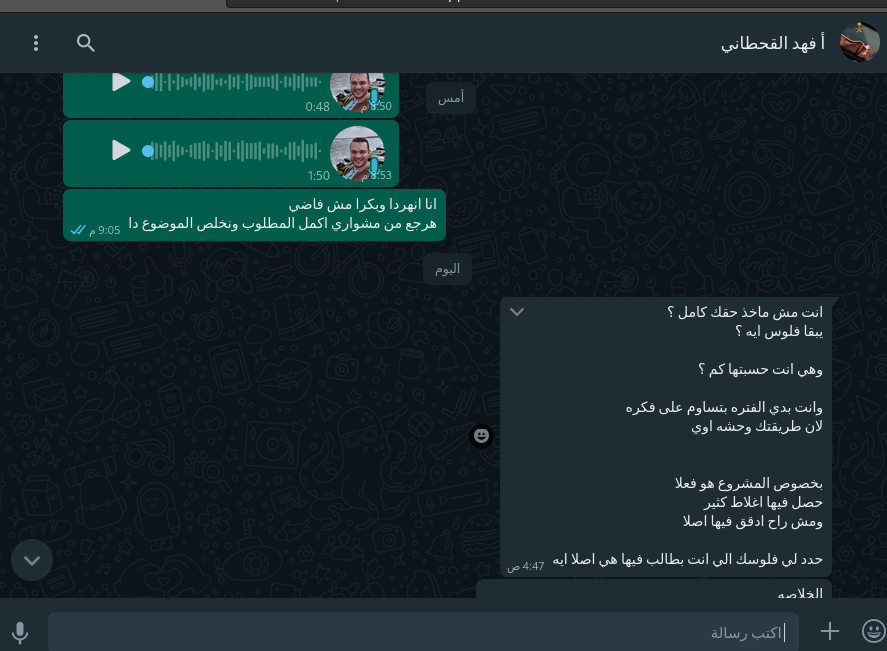 أ فهد القحطاني
أمس
0:48
8:50 م
1:50
8:53 م
انا انهردا وبكرا مش فاضي
هرجع من مشواري اكمل المطلوب ونخلص الموضوع دا
9:05 م
اليوم
انت مش ماخذ حقك كامل ؟
يبقا فلوس ايه ؟
وهي انت حسبتها كم ؟
وانت بدي الفتره بتساوم على فكره
لان طريقتك وحشه اوي
بخصوص المشروع هو فعلا
حصل فيها اغلاط كثير
ومش راح ادقق فيها اصلا
حدد لي فلوسك الي انت بطالب فيها هي اصلا ايه
4:47 ص
الخلاصه
اكتب رسالة